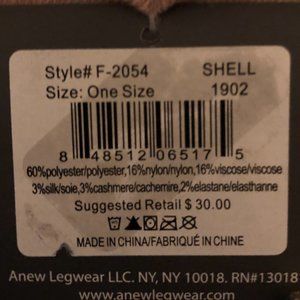 Style# F-2054 SHELL
Size: One Size 1902
8 48512 06517 5
60%polyester/polyester,16%nylon/nylon,16%viscose/viscose
3%silk/soie,3%cashmere/cachemire,2%elastane/elasthanne
Suggested Retail $ 30.00
MADE IN CHINA/FABRIQUÉ IN CHINE
Anew Legwear LLC. NY, NY 10018. RN#13018
www.anewlegwear.com